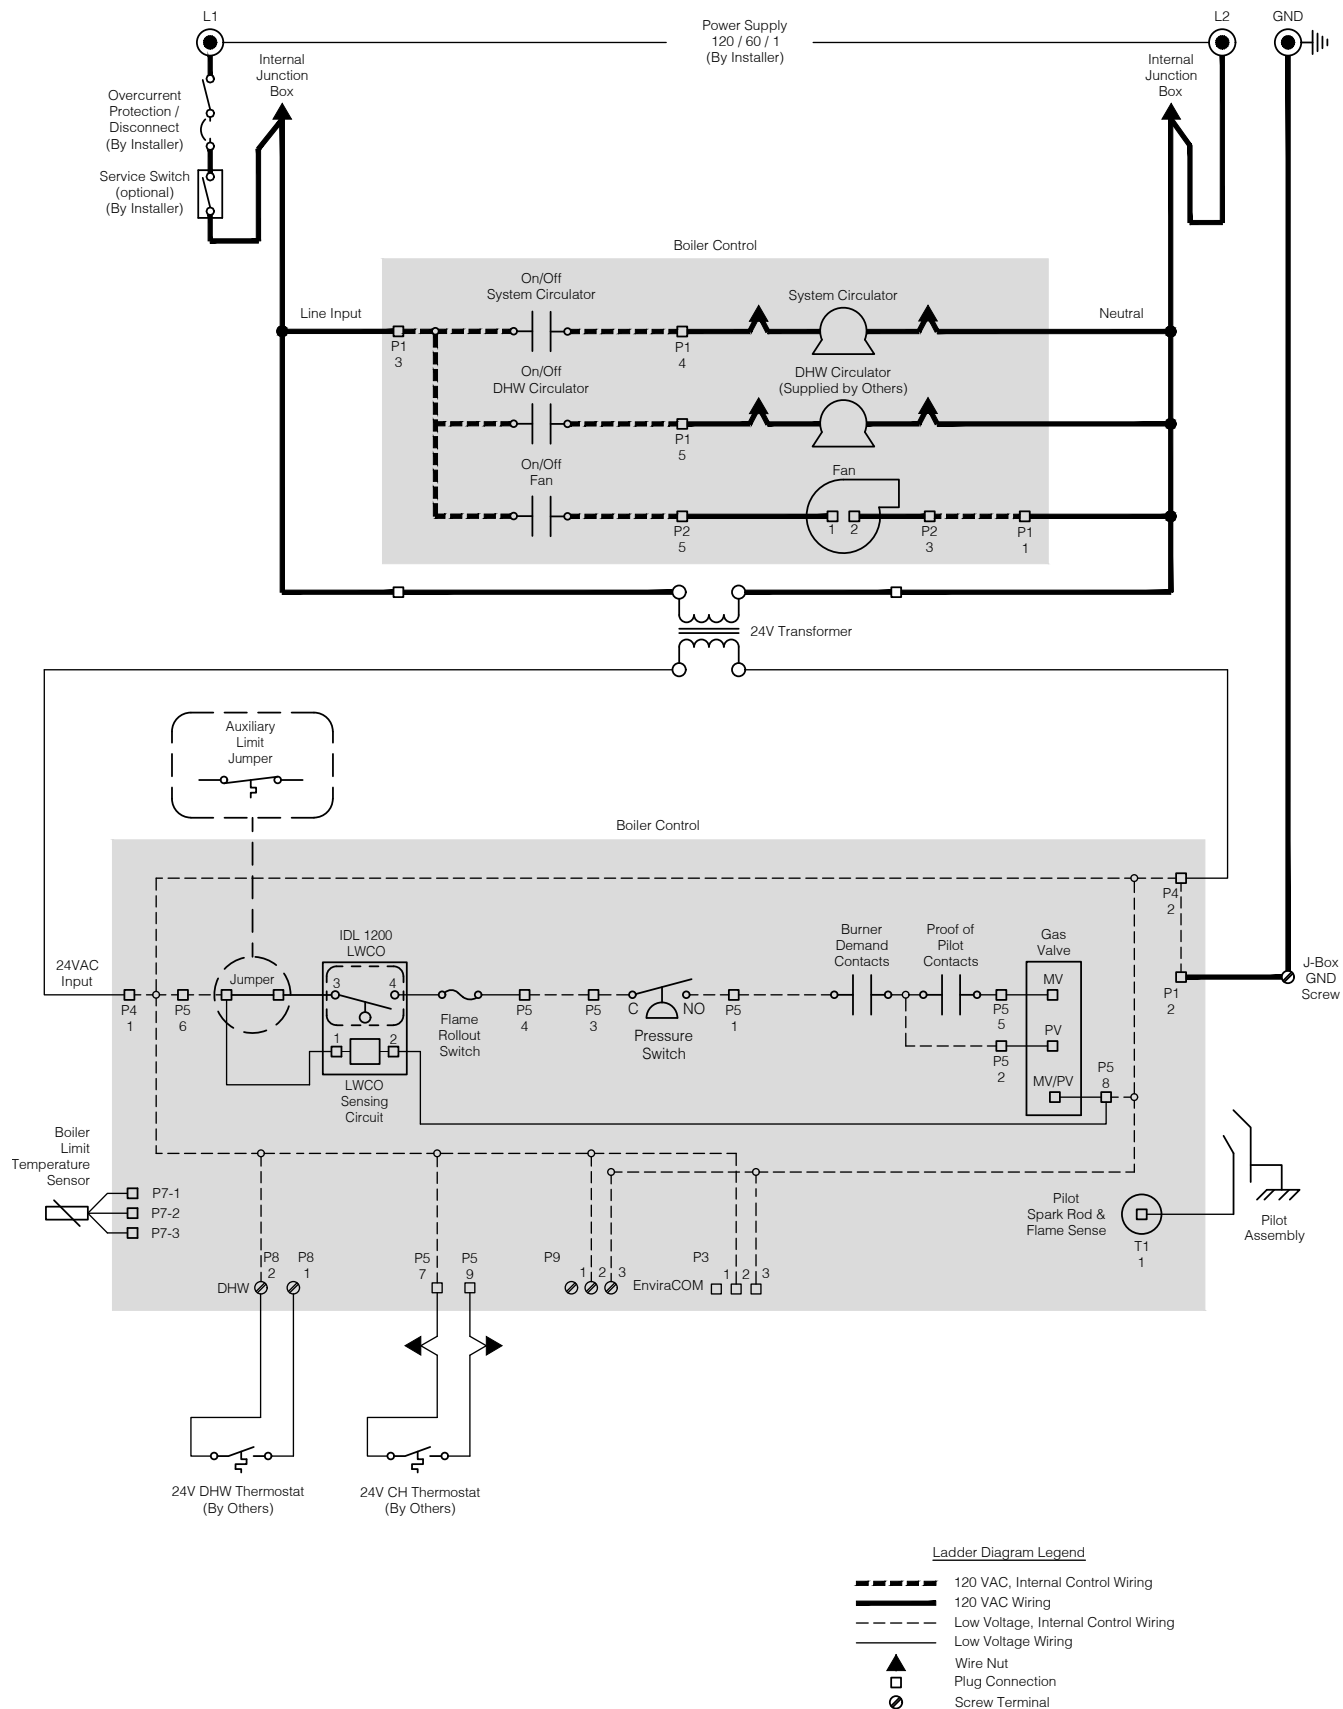 L1
Power Supply
120 / 60 / 1
(By Installer)
L2
GND
Internal
Junction
Box
Internal
Junction
Box
Overcurrent
Protection /
Disconnect
(By Installer)
Service Switch
(optional)
(By Installer)
Boiler Control
On/Off
System Circulator
System Circulator
Line Input
Neutral
P1
3
P1
4
On/Off
DHW Circulator
DHW Circulator
(Supplied by Others)
P1
5
On/Off
Fan
Fan
1 2
P2
5
P2
3
P1
1
24V Transformer
Auxiliary
Limit
Jumper
Boiler Control
P4
2
IDL 1200
LWCO
Burner
Demand
Contacts
Proof of
Pilot
Contacts
Gas
Valve
24VAC
Input
Jumper
3 4
MV
J-Box
GND
Screw
P4
1
P5
6
Flame
Rollout
Switch
P5
4
P5
3
C NO
Pressure
Switch
P5
1
P5
5
P1
2
1 2
PV
P5
2
LWCO
Sensing
Circuit
MV/PV
P5
8
Boiler
Limit
Temperature
Sensor
P7-1
P7-2
P7-3
Pilot
Spark Rod &
Flame Sense
T1
1
Pilot
Assembly
P8
2
P8
1
DHW
P5
7
P5
9
P9
1 2 3
P3
EnviraCOM
1 2 3
24V DHW Thermostat
(By Others)
24V CH Thermostat
(By Others)
Ladder Diagram Legend
120 VAC, Internal Control Wiring
120 VAC Wiring
Low Voltage, Internal Control Wiring
Low Voltage Wiring
Wire Nut
Plug Connection
Screw Terminal